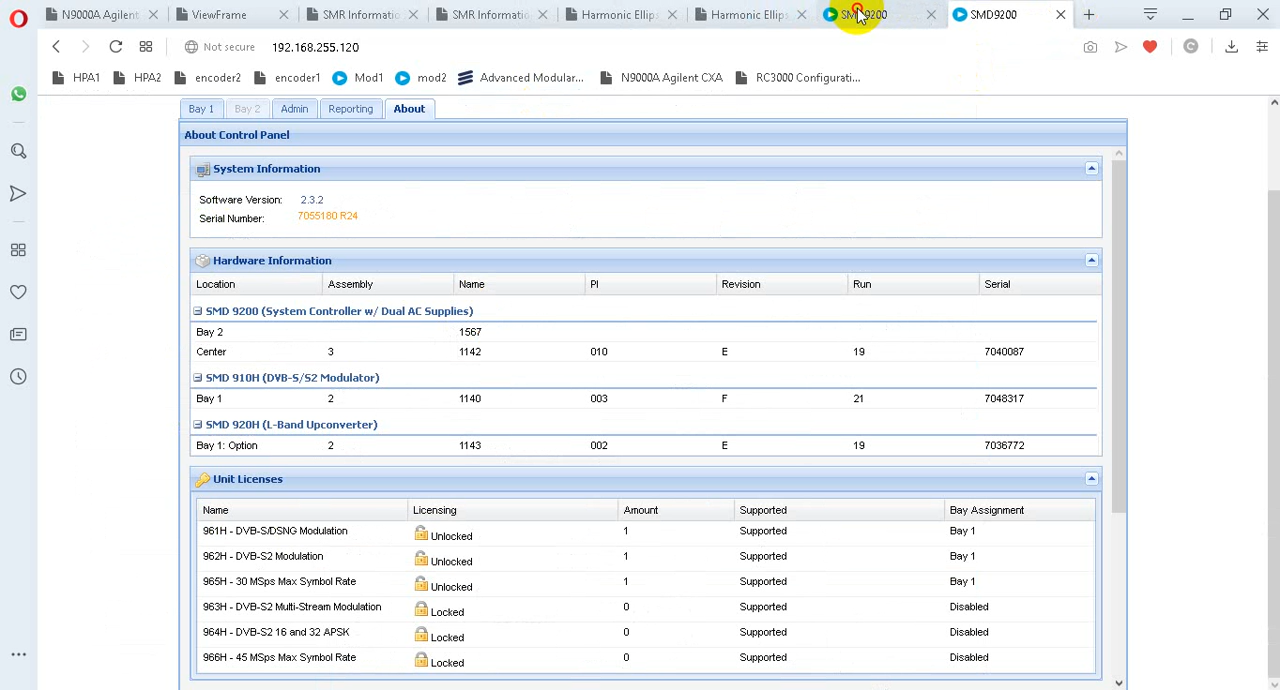 N9000A Agilent
ViewFrame
SMR Informatio
SMR Informatio
Harmonic Ellips
Harmonic Ellips
SMD9200
Not secure
192.168.255.120
HPA1
HPA2
encoder2
encoder1
Mod1
mod2
Advanced Modular...
N9000A Agilent CXA
RC3000 Configurati...
Bay 1
Bay 2
Admin
Reporting
About
About Control Panel
System Information
Software Version: 2.3.2
Serial Number: 7055180 R24
Hardware Information
Location Assembly Name PI Revision Run Serial
SMD 9200 (System Controller w/ Dual AC Supplies)
Bay 2 1567
Center 3 1142 010 E 19 7040087
SMD 910H (DVB-S/S2 Modulator)
Bay 1 2 1140 003 F 21 7048317
SMD 920H (L-Band Upconverter)
Bay 1: Option 2 1143 002 E 19 7036772
Unit Licenses
Name Licensing Amount Supported Bay Assignment
961H - DVB-S/DSNG Modulation Unlocked 1 Supported Bay 1
962H - DVB-S2 Modulation Unlocked 1 Supported Bay 1
965H - 30 MSps Max Symbol Rate Unlocked 1 Supported Bay 1
963H - DVB-S2 Multi-Stream Modulation Locked 0 Supported Disabled
964H - DVB-S2 16 and 32 APSK Locked 0 Supported Disabled
966H - 45 MSps Max Symbol Rate Locked 0 Supported Disabled